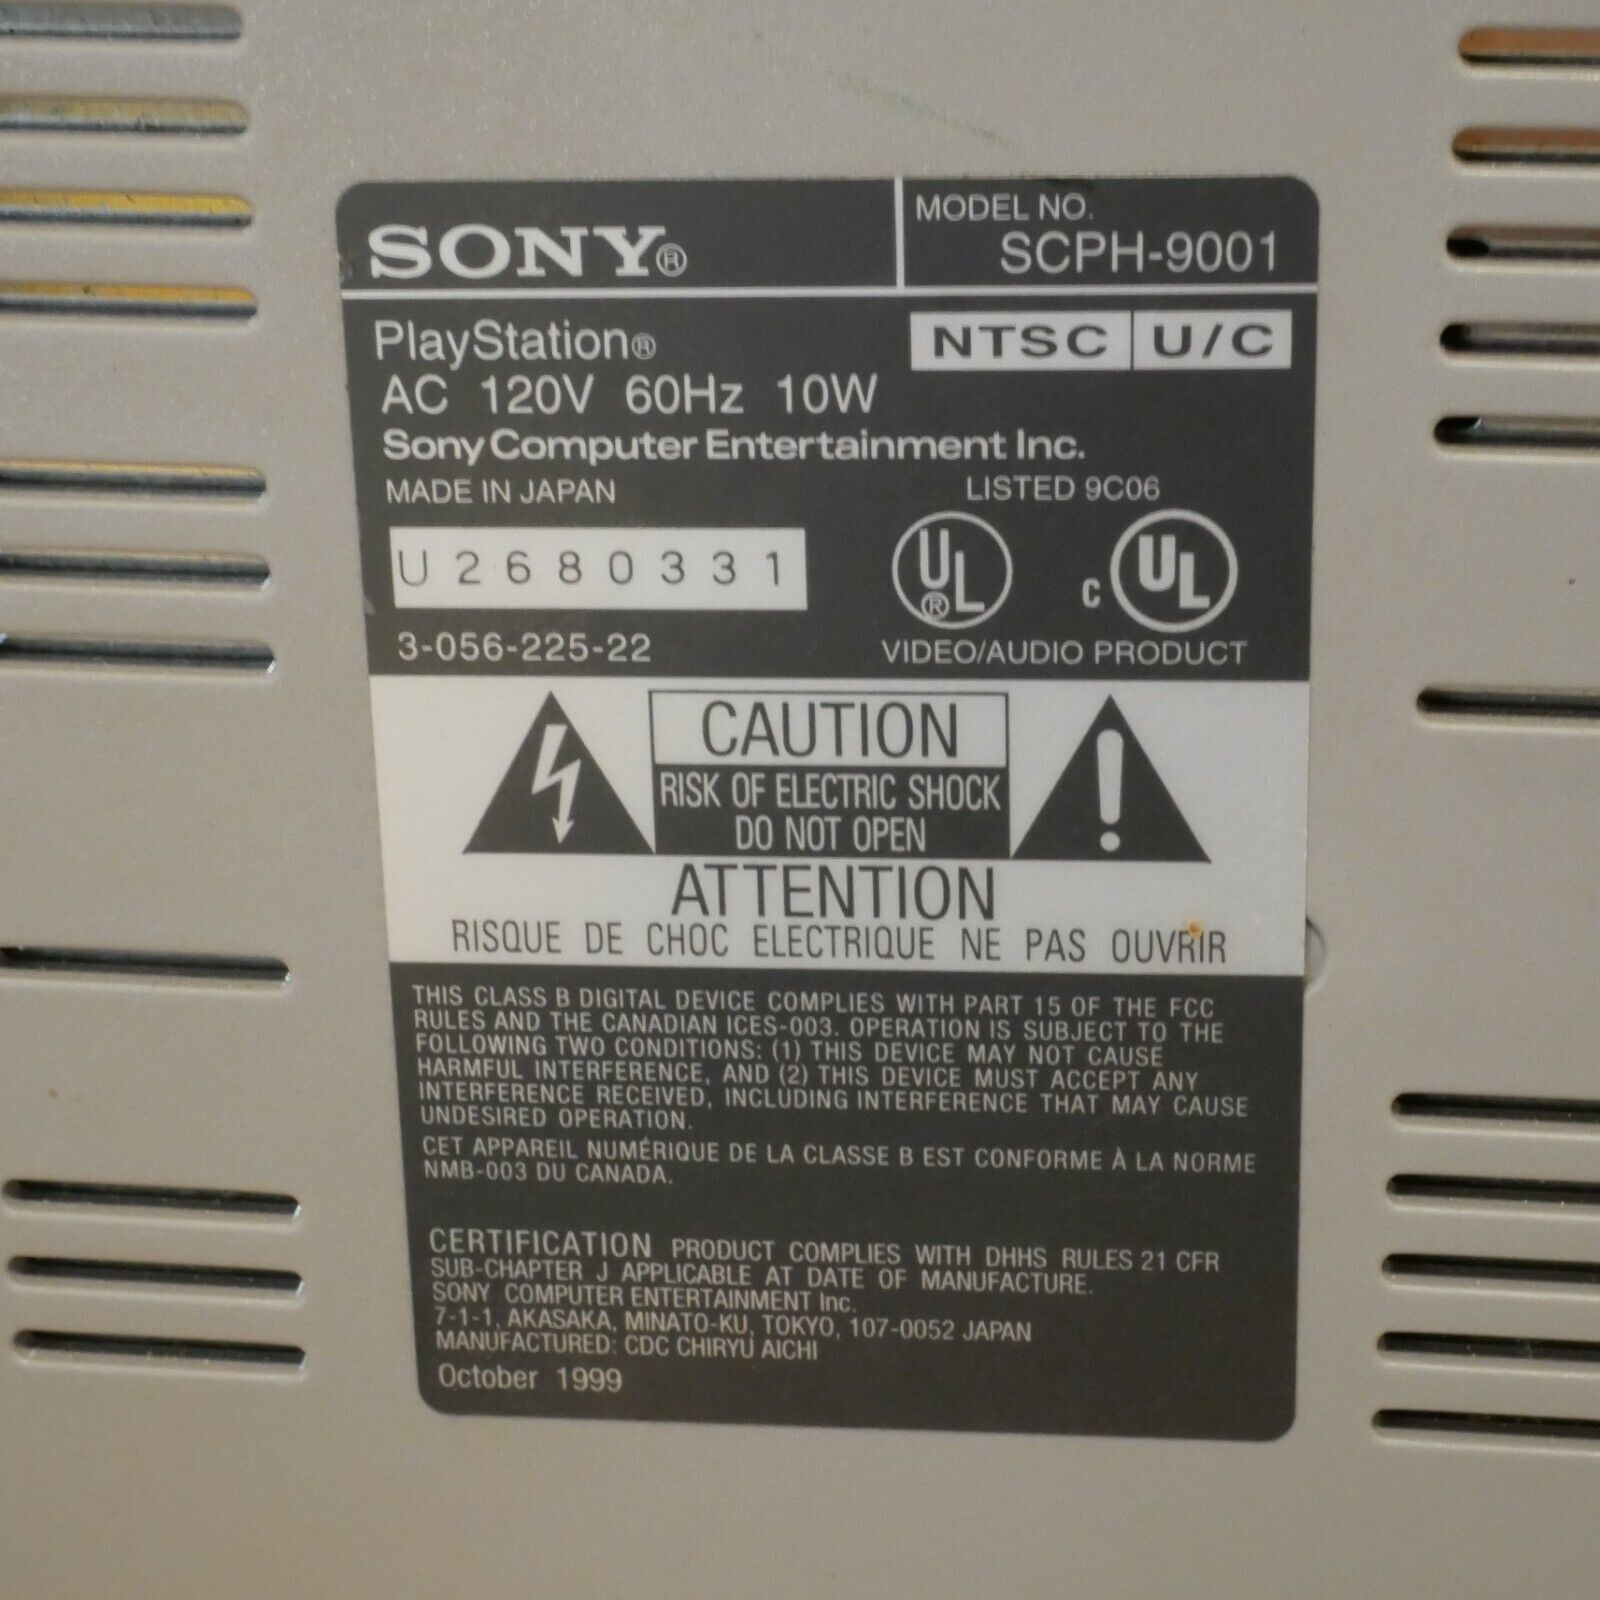 SONY®
MODEL NO.
SCPH-9001
PlayStation®
NTSC U/C
AC 120V 60Hz 10W
Sony Computer Entertainment Inc.
MADE IN JAPAN
LISTED 9C06
U2680331
UL® c UL
3-056-225-22
VIDEO/AUDIO PRODUCT
CAUTION
RISK OF ELECTRIC SHOCK
DO NOT OPEN
ATTENTION
RISQUE DE CHOC ELECTRIQUE NE PAS OUVRIR
THIS CLASS B DIGITAL DEVICE COMPLIES WITH PART 15 OF THE FCC
RULES AND THE CANADIAN ICES-003. OPERATION IS SUBJECT TO THE
FOLLOWING TWO CONDITIONS: (1) THIS DEVICE MAY NOT CAUSE
HARMFUL INTERFERENCE, AND (2) THIS DEVICE MUST ACCEPT ANY
INTERFERENCE RECEIVED, INCLUDING INTERFERENCE THAT MAY CAUSE
UNDESIRED OPERATION.
CET APPAREIL NUMÉRIQUE DE LA CLASSE B EST CONFORME À LA NORME
NMB-003 DU CANADA.
CERTIFICATION PRODUCT COMPLIES WITH DHHS RULES 21 CFR
SUB-CHAPTER J APPLICABLE AT DATE OF MANUFACTURE.
SONY COMPUTER ENTERTAINMENT Inc.
7-1-1, AKASAKA, MINATO-KU, TOKYO, 107-0052 JAPAN
MANUFACTURED: CDC CHIRYU AICHI
October 1999